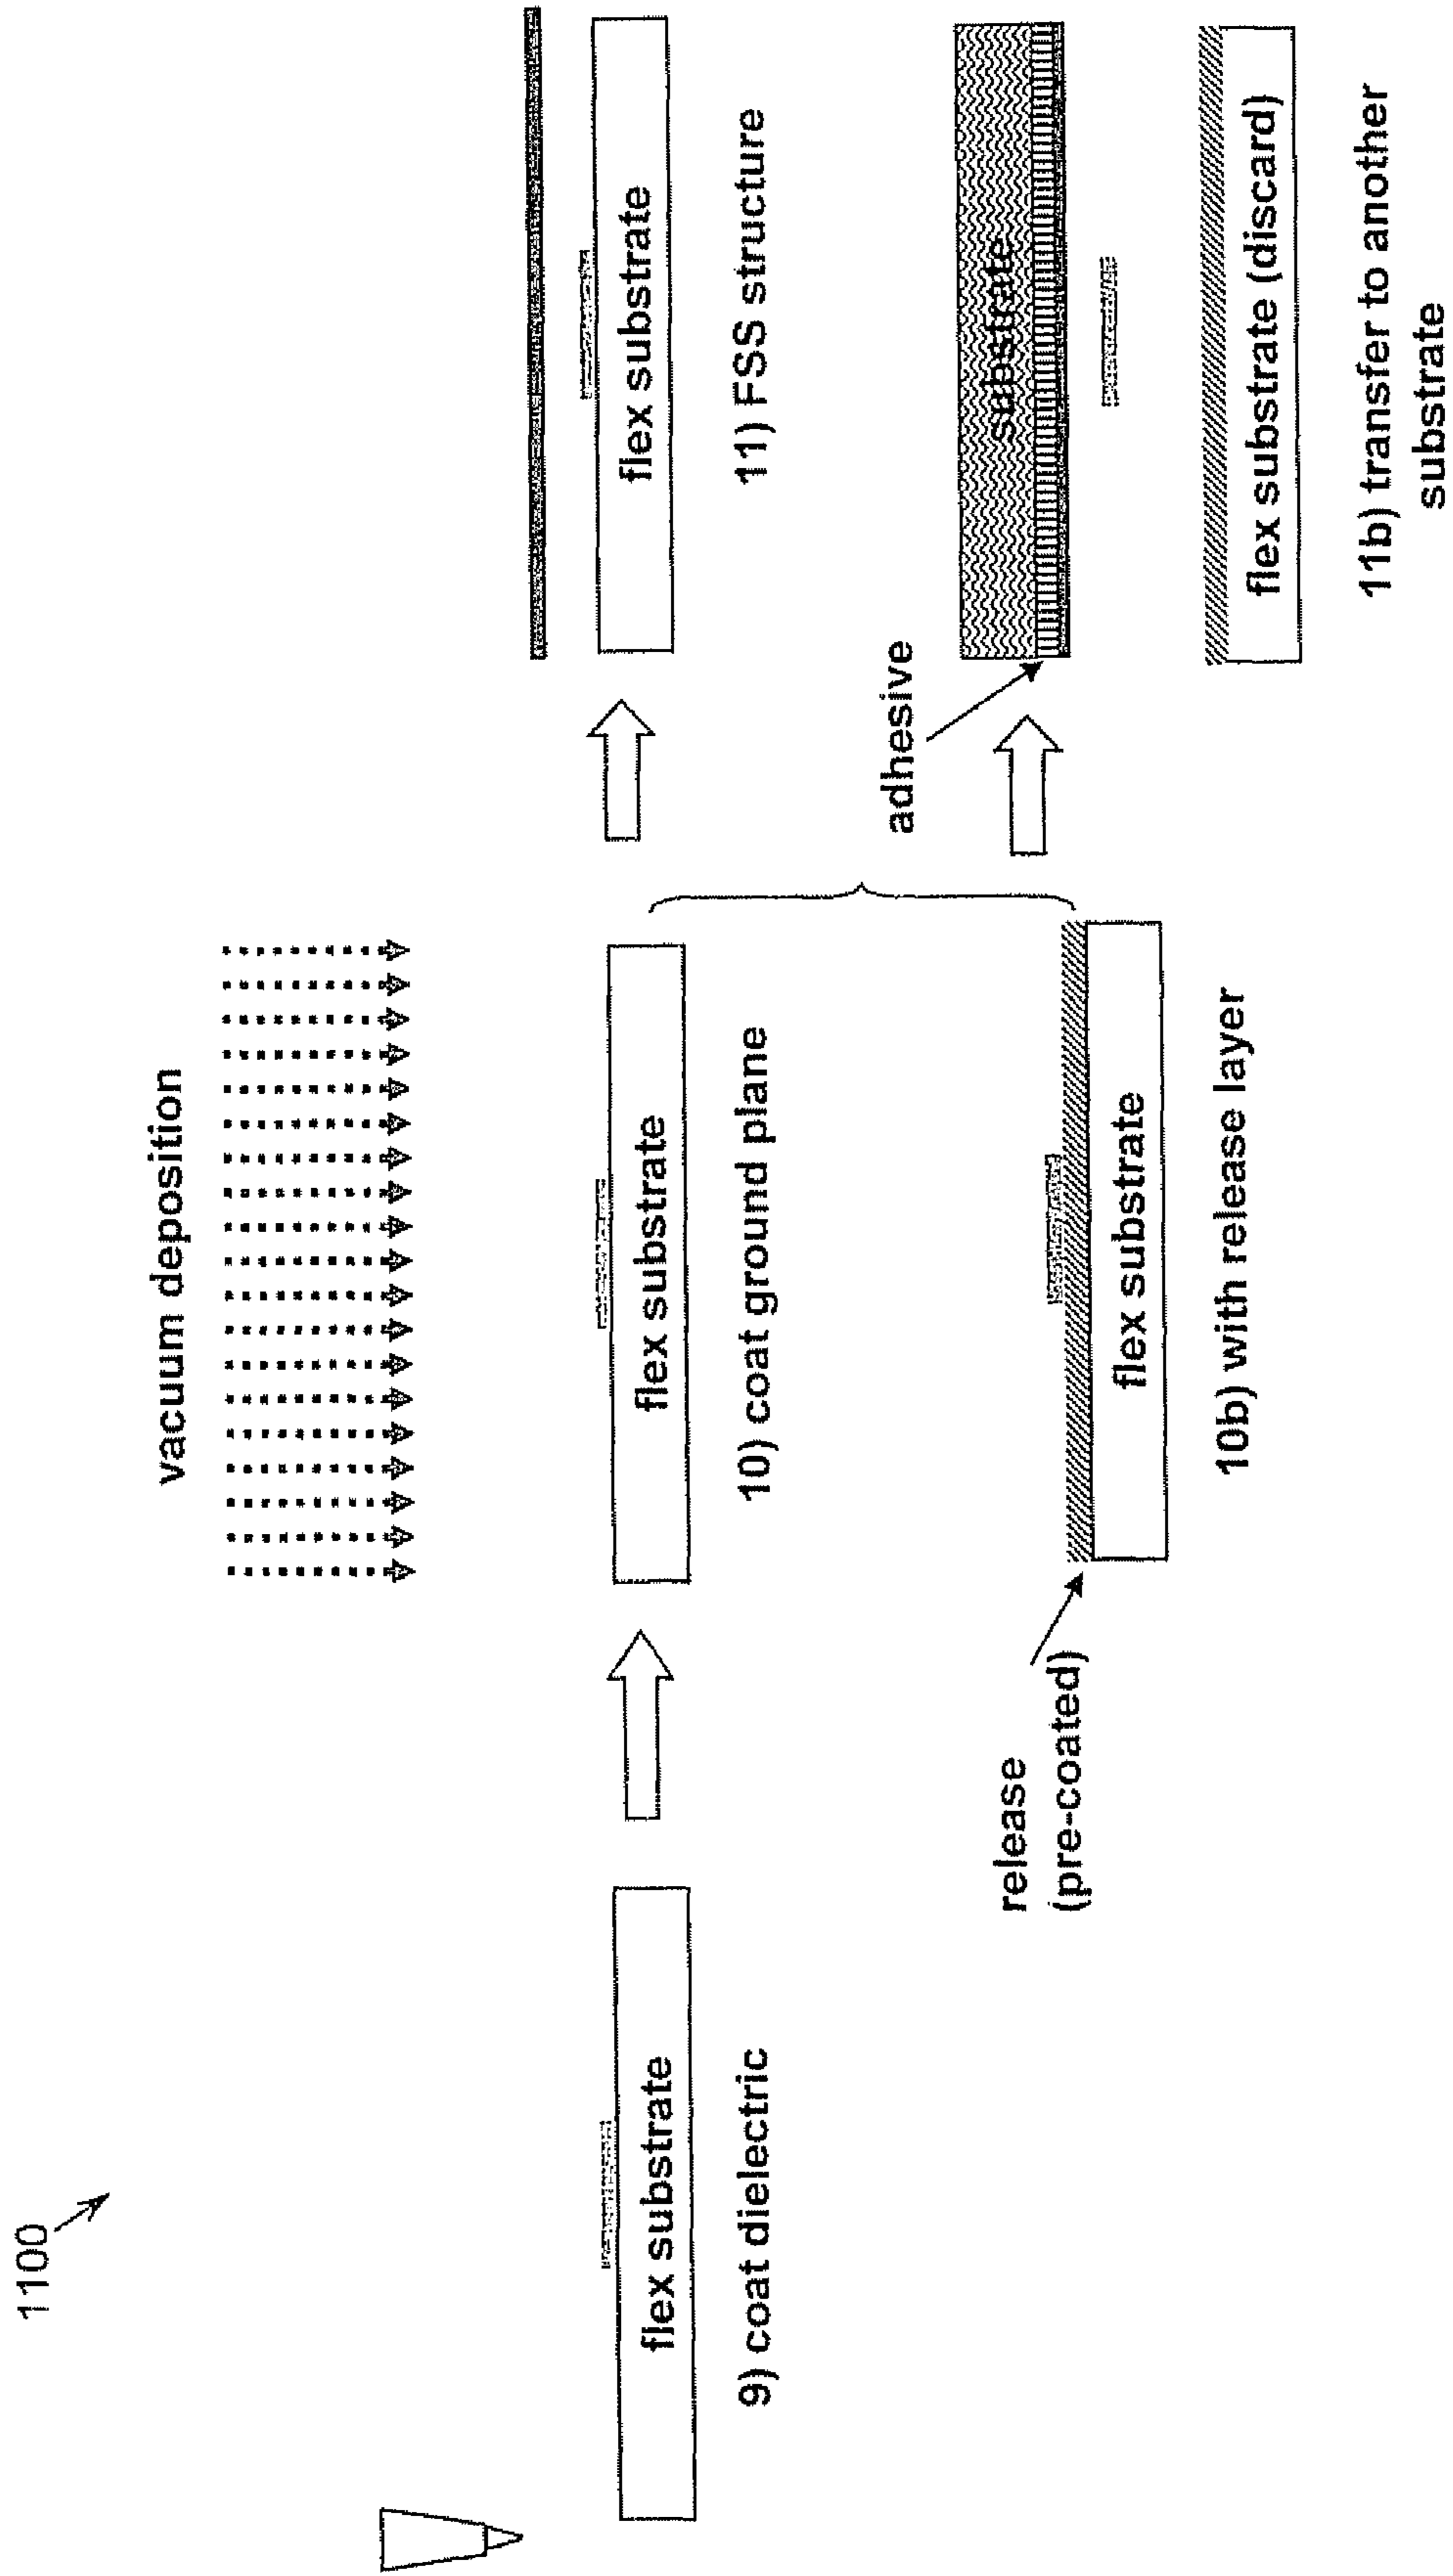 1100
vacuum deposition
flex substrate
flex substrate
flex substrate
9) coat dielectric
10) coat ground plane
11) FSS structure
release
(pre-coated)
adhesive
flex substrate
substrate
flex substrate (discard)
10b) with release layer
11b) transfer to another
substrate